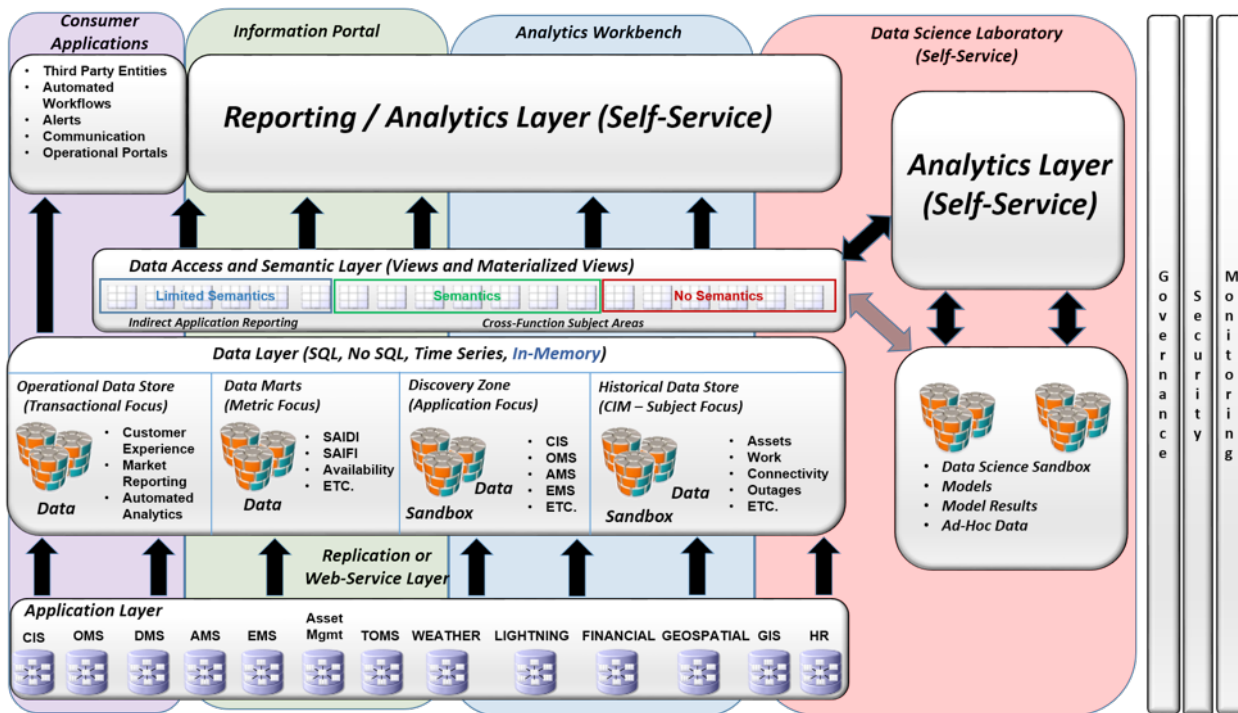 Consumer
Applications
Information Portal
Analytics Workbench
Data Science Laboratory
(Self-Service)
• Third Party Entities
• Automated
Workflows
• Alerts
• Communication
• Operational Portals
Reporting / Analytics Layer (Self-Service)
Analytics Layer
(Self-Service)
Data Access and Semantic Layer (Views and Materialized Views)
Limited Semantics
Semantics
No Semantics
Indirect Application Reporting
Cross-Function Subject Areas
Data Layer (SQL, No SQL, Time Series, In-Memory)
Operational Data Store
(Transactional Focus)
• Customer
Experience
• Market
Reporting
• Automated
Analytics
Data
Data Marts
(Metric Focus)
• SAIDI
• SAIFI
• Availability
• ETC.
Data
Discovery Zone
(Application Focus)
• CIS
• OMS
• AMS
• EMS
• ETC.
Data
Sandbox
Historical Data Store
(CIM – Subject Focus)
• Assets
• Work
• Connectivity
• Outages
• ETC.
Data
Sandbox
• Data Science Sandbox
• Models
• Model Results
• Ad-Hoc Data
Replication or
Web-Service Layer
Application Layer
CIS
OMS
DMS
AMS
EMS
Asset
Mgmt
TOMS
WEATHER
LIGHTNING
FINANCIAL
GEOSPATIAL
GIS
HR
Governance
Security
Monitoring